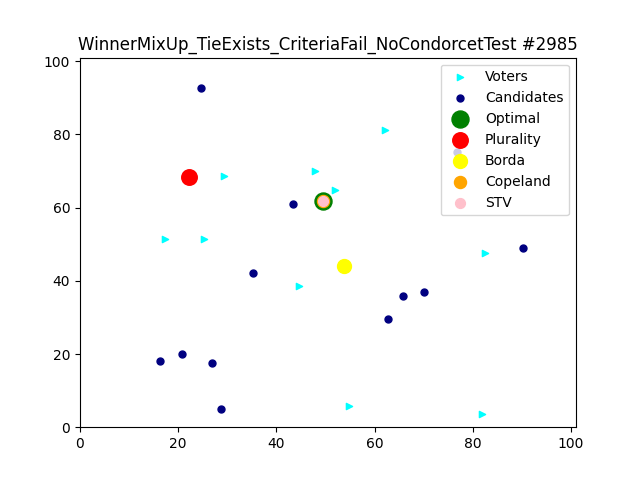 WinnerMixUp_TieExists_CriteriaFail_NoCondorcetTest #2985
100
80
60
40
20
0
0 20 40 60 80 100
Voters
Candidates
Optimal
Plurality
Borda
Copeland
STV